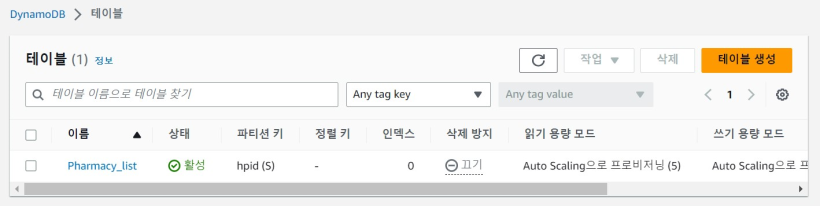 DynamoDB > 테이블
테이블 (1) 정보 작업 삭제 테이블 생성
테이블 이름으로 테이블 찾기 Any tag key Any tag value 1
이름 상태 파티션 키 정렬 키 인덱스 삭제 방지 읽기 용량 모드 쓰기 용량 모드
Pharmacy_list 활성 hpid (S) - 0 끄기 Auto Scaling으로 프로비저닝 (5) Auto Scaling으로